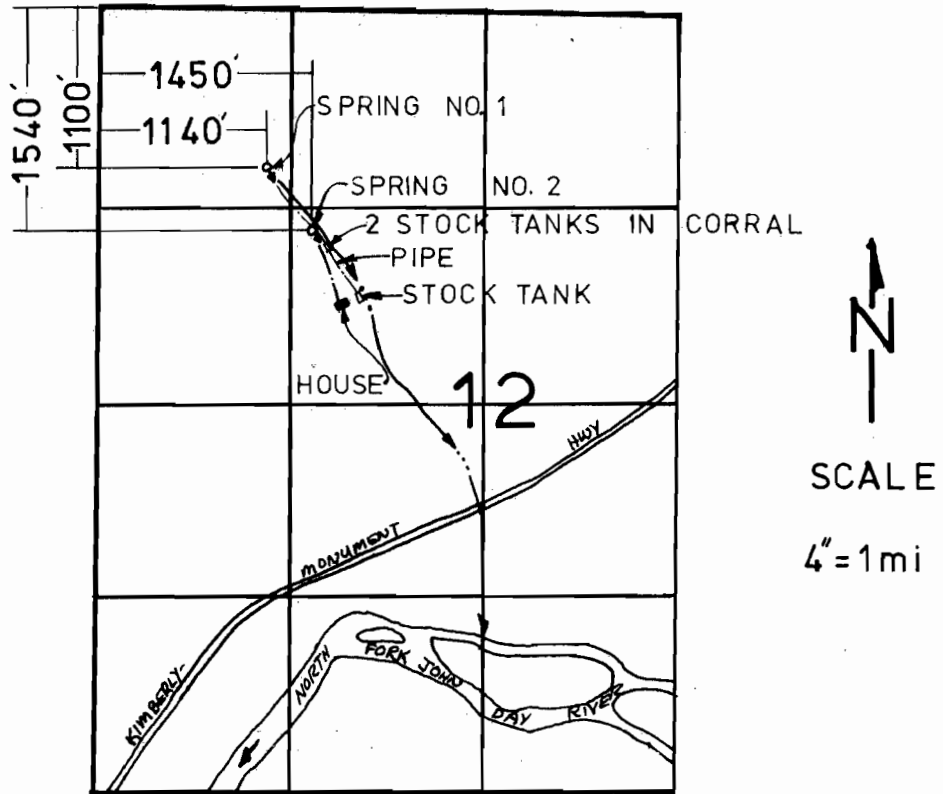 1540'
1100'
1450'
1140'
SPRING NO. 1
SPRING NO. 2
2 STOCK TANKS IN CORRAL
PIPE
STOCK TANK
HOUSE
12
N
SCALE
4"=1mi
KIMBERLY-
MONUMENT
HWY
NORTH
FORK JOHN
DAY
RIVER